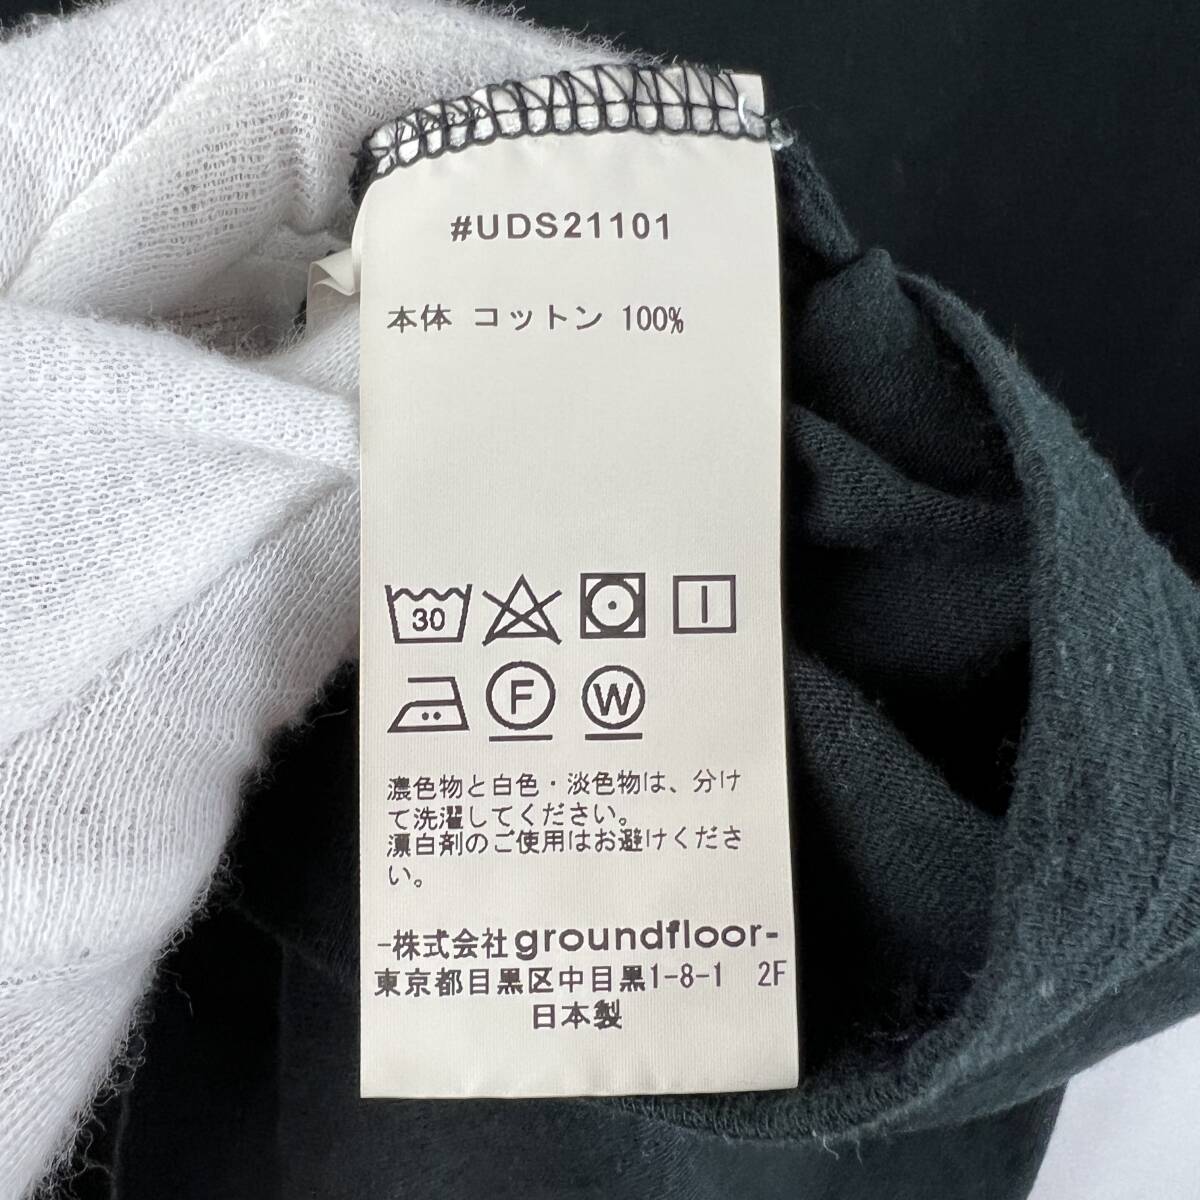 #UDS21101
本体 コットン 100%
30
F W
濃色物と白色・淡色物は、分け
て洗濯してください。
漂白剤のご使用はお避けくださ
い。
-株式会社groundfloor-
東京都目黒区中目黒1-8-1 2F
日本製